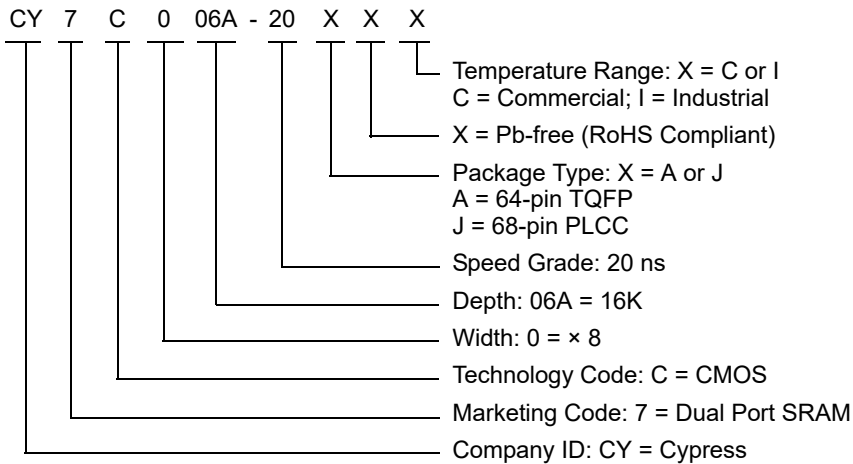 CY 7 C 0 06A - 20 X X X
Temperature Range: X = C or I
C = Commercial; I = Industrial
X = Pb-free (RoHS Compliant)
Package Type: X = A or J
A = 64-pin TQFP
J = 68-pin PLCC
Speed Grade: 20 ns
Depth: 06A = 16K
Width: 0 = × 8
Technology Code: C = CMOS
Marketing Code: 7 = Dual Port SRAM
Company ID: CY = Cypress